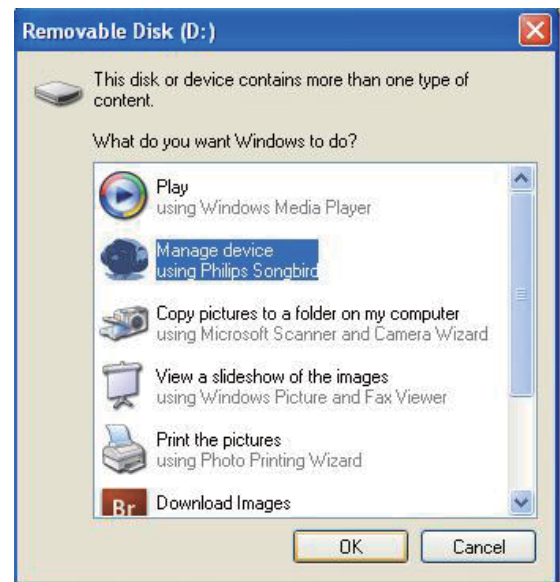 Removable Disk (D:)
This disk or device contains more than one type of
content.
What do you want Windows to do?
Play
using Windows Media Player
Manage device
using Philips Songbird
Copy pictures to a folder on my computer
using Microsoft Scanner and Camera Wizard
View a slideshow of the images
using Windows Picture and Fax Viewer
Print the pictures
using Photo Printing Wizard
Br
Download Images
OK
Cancel